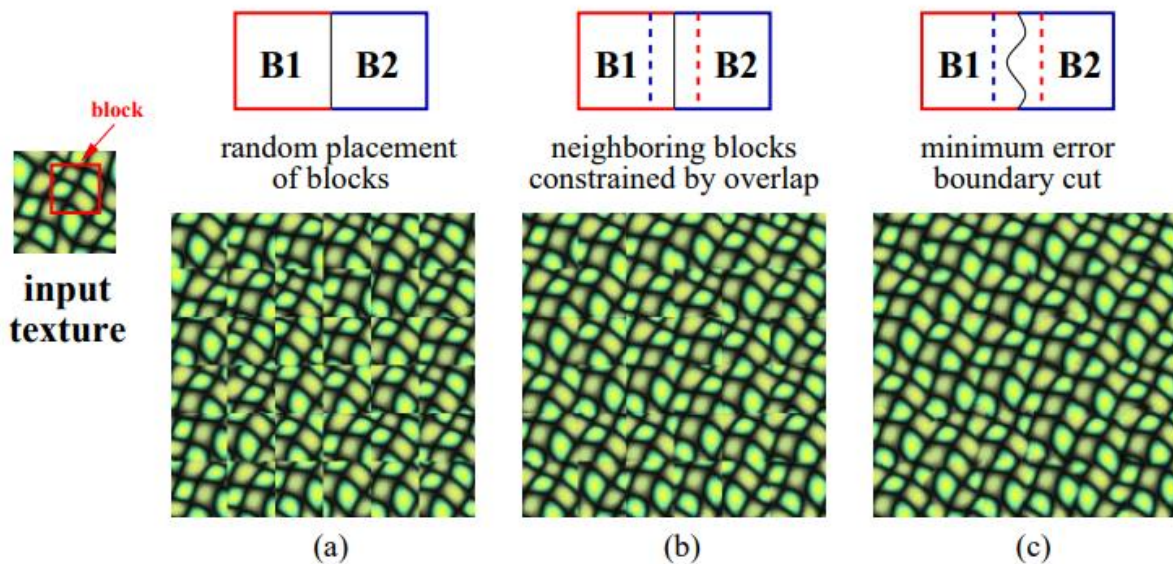 B1 B2
B1 B2
B1 B2
block
random placement
of blocks
neighboring blocks
constrained by overlap
minimum error
boundary cut
input
texture
(a)
(b)
(c)